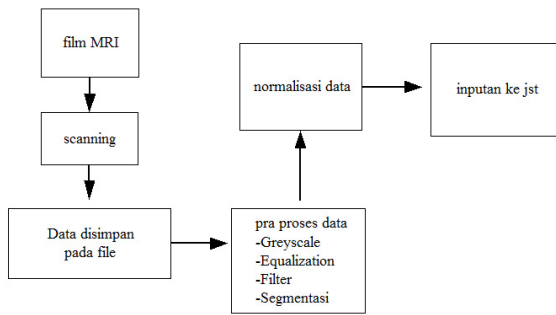 film MRI
scanning
Data disimpan
pada file
pra proses data
-Greyscale
-Equalization
-Filter
-Segmentasi
normalisasi data
inputan ke jst